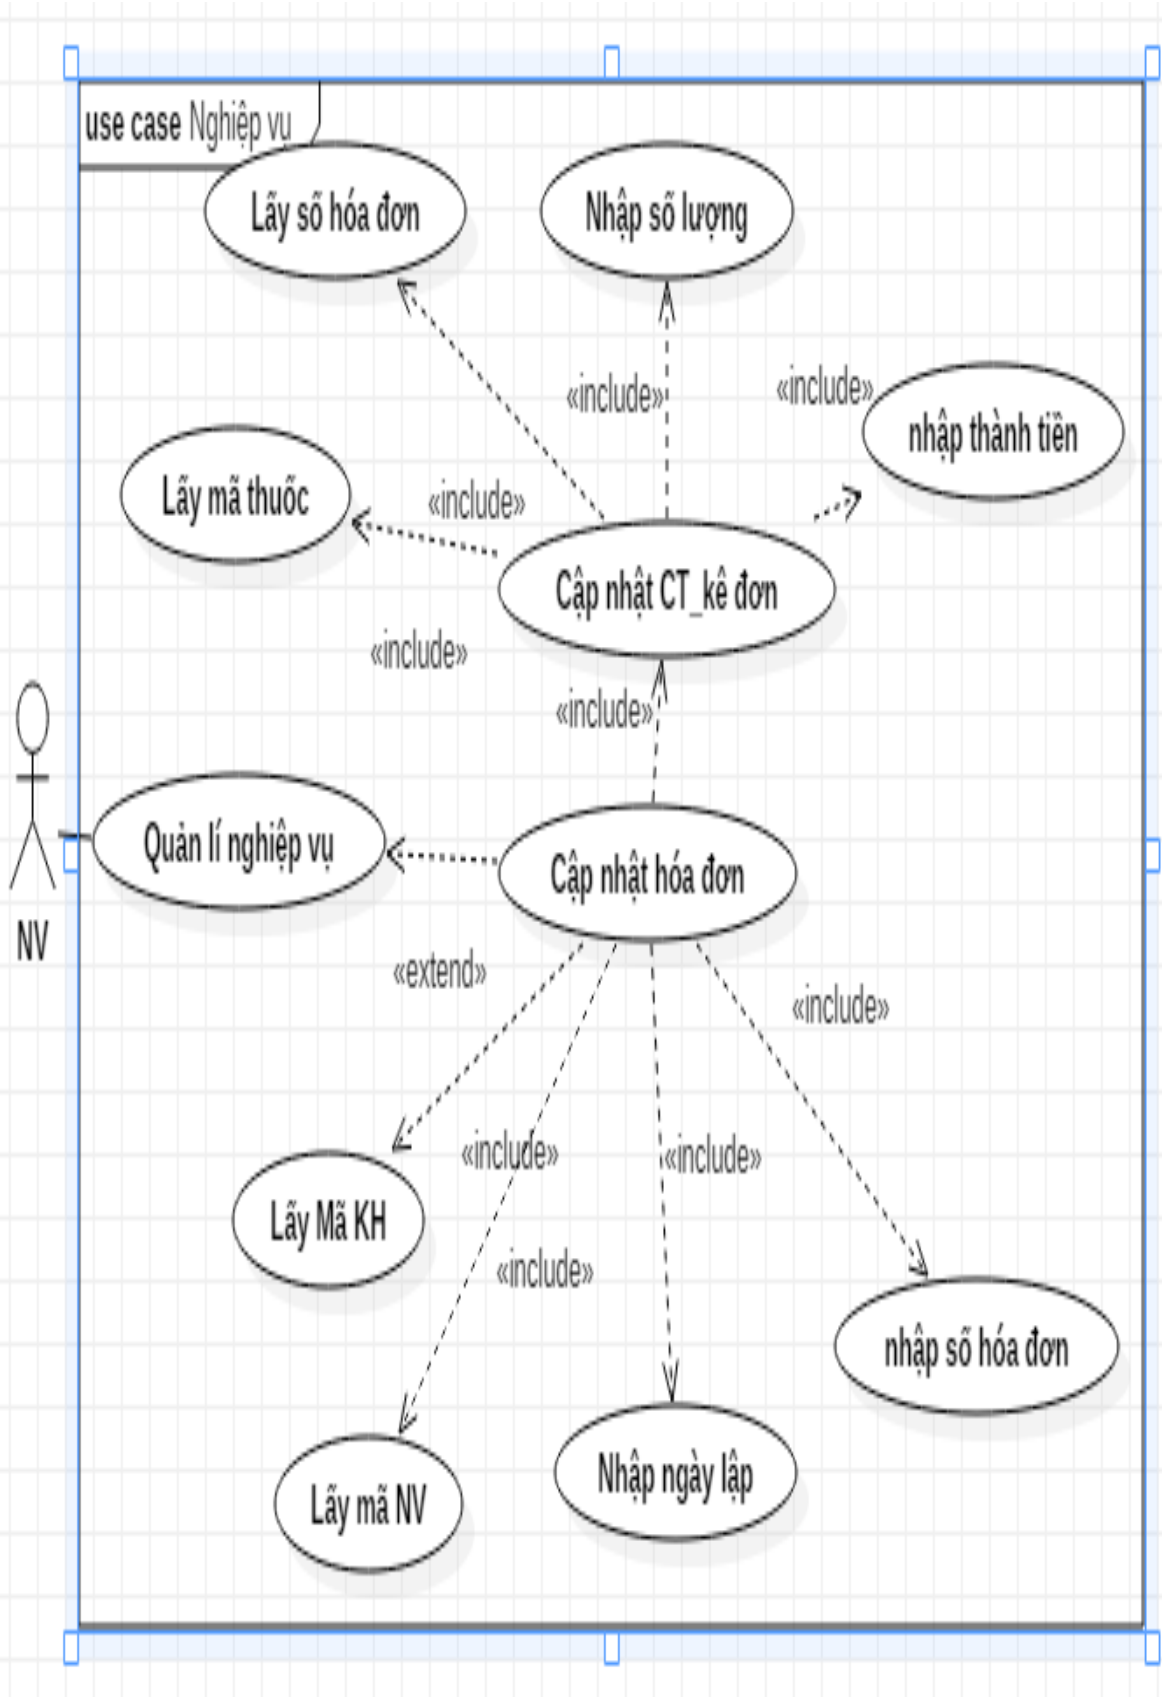 use case Nghiệp vụ
Lấy số hóa đơn
Nhập số lượng
«include»
«include»
nhập thành tiền
Lấy mã thuốc
«include»
Cập nhật CT_kê đơn
«include»
«include»
Quản lí nghiệp vụ
Cập nhật hóa đơn
NV
«extend»
«include»
«include»
«include»
Lấy Mã KH
«include»
nhập số hóa đơn
Nhập ngày lập
Lấy mã NV